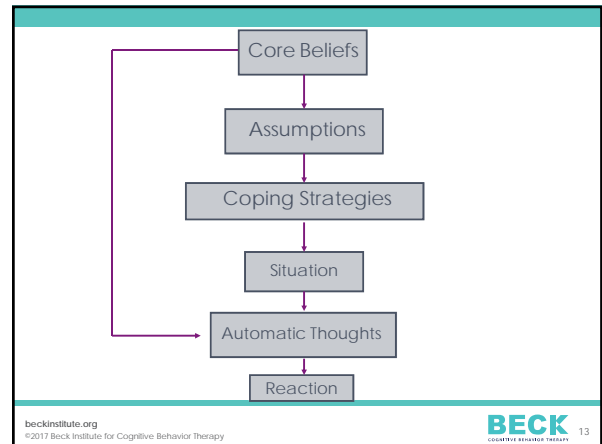 Core Beliefs
Assumptions
Coping Strategies
Situation
Automatic Thoughts
Reaction
beckinstitute.org
©2017 Beck Institute for Cognitive Behavior Therapy
BECK
COGNITIVE BEHAVIOR THERAPY
13